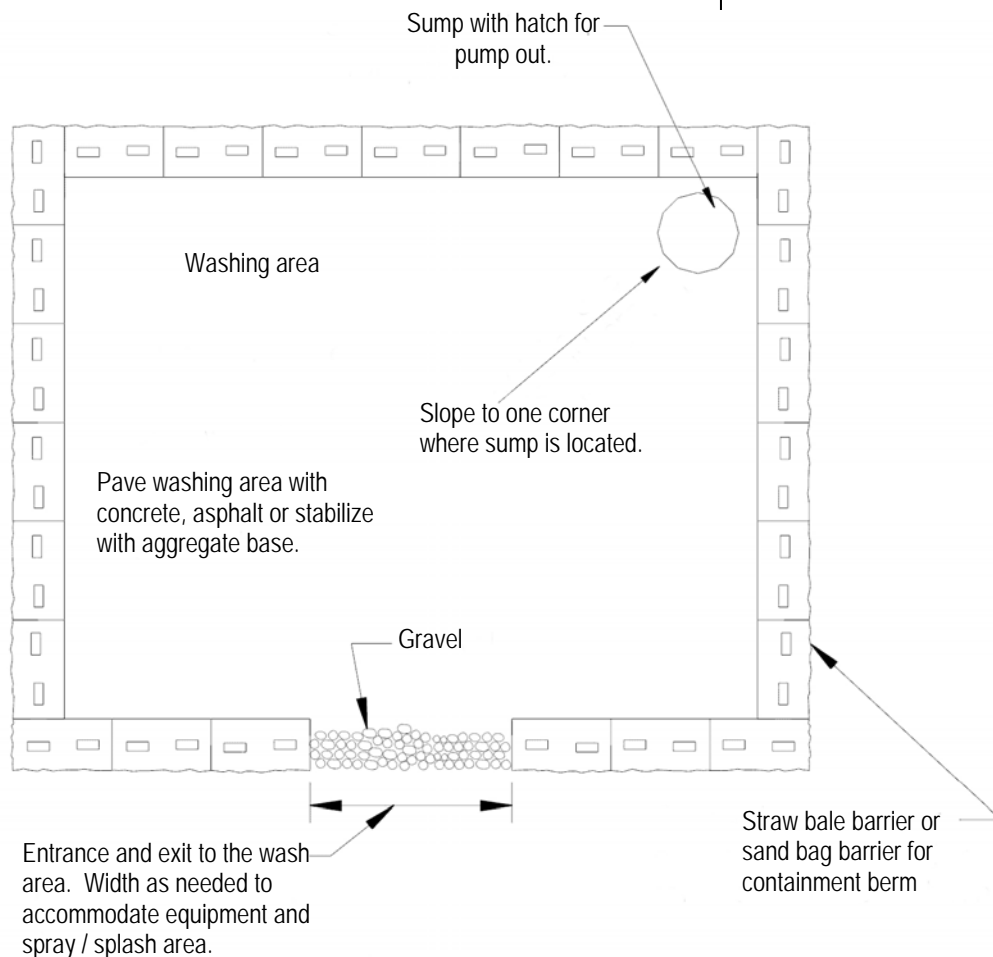 Sump with hatch for
pump out.
Washing area
Slope to one corner
where sump is located.
Pave washing area with
concrete, asphalt or stabilize
with aggregate base.
Gravel
Entrance and exit to the wash
area. Width as needed to
accommodate equipment and
spray / splash area.
Straw bale barrier or
sand bag barrier for
containment berm